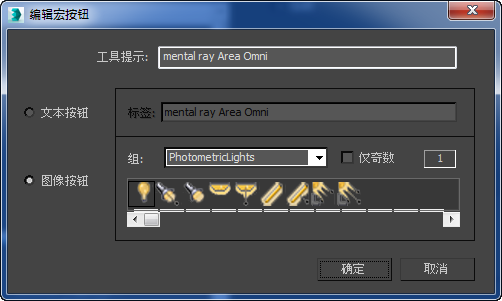 编辑宏按钮
工具提示: mental ray Area Omni
文本按钮
标签: mental ray Area Omni
组: PhotometricLights 仅奇数 1
图像按钮
确定 取消